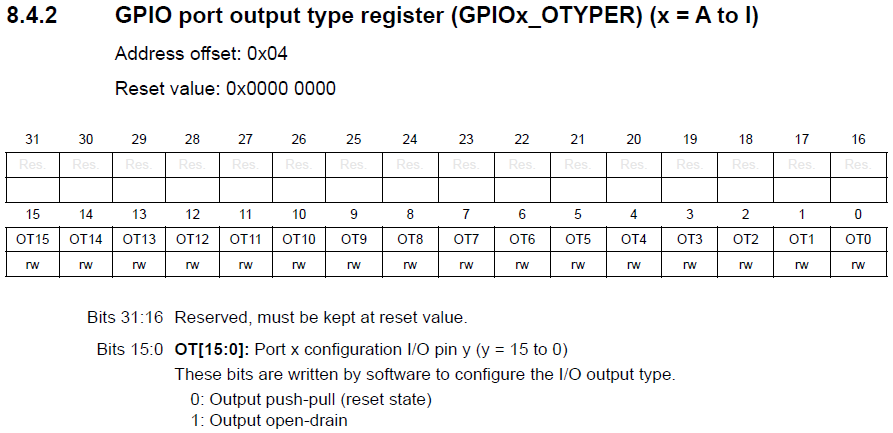 8.4.2 GPIO port output type register (GPIOx_OTYPER) (x = A to I)
Address offset: 0x04
Reset value: 0x0000 0000
31 30 29 28 27 26 25 24 23 22 21 20 19 18 17 16
Res. Res. Res. Res. Res. Res. Res. Res. Res. Res. Res. Res. Res. Res. Res. Res.
15 14 13 12 11 10 9 8 7 6 5 4 3 2 1 0
OT15 OT14 OT13 OT12 OT11 OT10 OT9 OT8 OT7 OT6 OT5 OT4 OT3 OT2 OT1 OT0
rw rw rw rw rw rw rw rw rw rw rw rw rw rw rw rw
Bits 31:16 Reserved, must be kept at reset value.
Bits 15:0 OT[15:0]: Port x configuration I/O pin y (y = 15 to 0)
These bits are written by software to configure the I/O output type.
0: Output push-pull (reset state)
1: Output open-drain